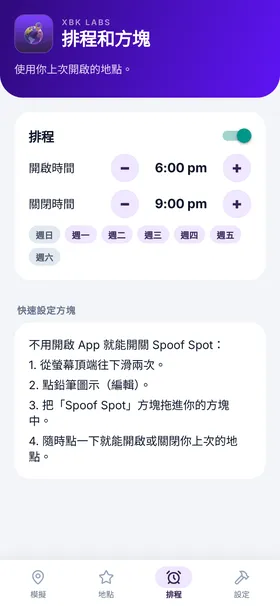 XBK LABS
排程和方塊
使用你上次開啟的地點。
排程
開啟時間
− 6:00 pm +
關閉時間
− 9:00 pm +
週日 週一 週二 週三 週四 週五
週六
快速設定方塊
不用開啟 App 就能開關 Spoof Spot：
1. 從螢幕頂端往下滑兩次。
2. 點鉛筆圖示（編輯）。
3. 把「Spoof Spot」方塊拖進你的方塊
中。
4. 隨時點一下就能開啟或關閉你上次的地
點。
模擬 地點 排程 設定